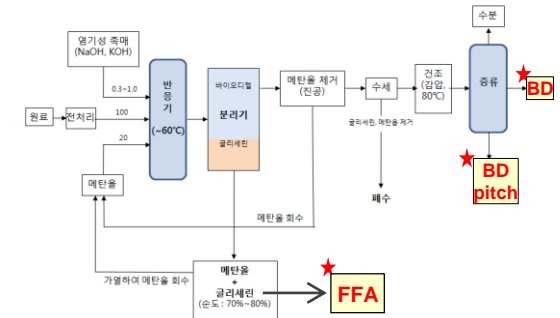 수분
염기성 촉매
(NaOH, KOH)
0.3~1.0
원료
전처리
100
20
메탄올
반
응
기
(~60℃)
바이오디젤
분리기
글리세린
메탄올 제거
(진공)
수세
건조
(감압,
80℃)
증류
BD
BD
pitch
글리세린, 메탄올 제거
폐수
메탄올 회수
가열하여 메탄올 회수
메탄올
+
글리세린
(순도 : 70%~80%)
FFA